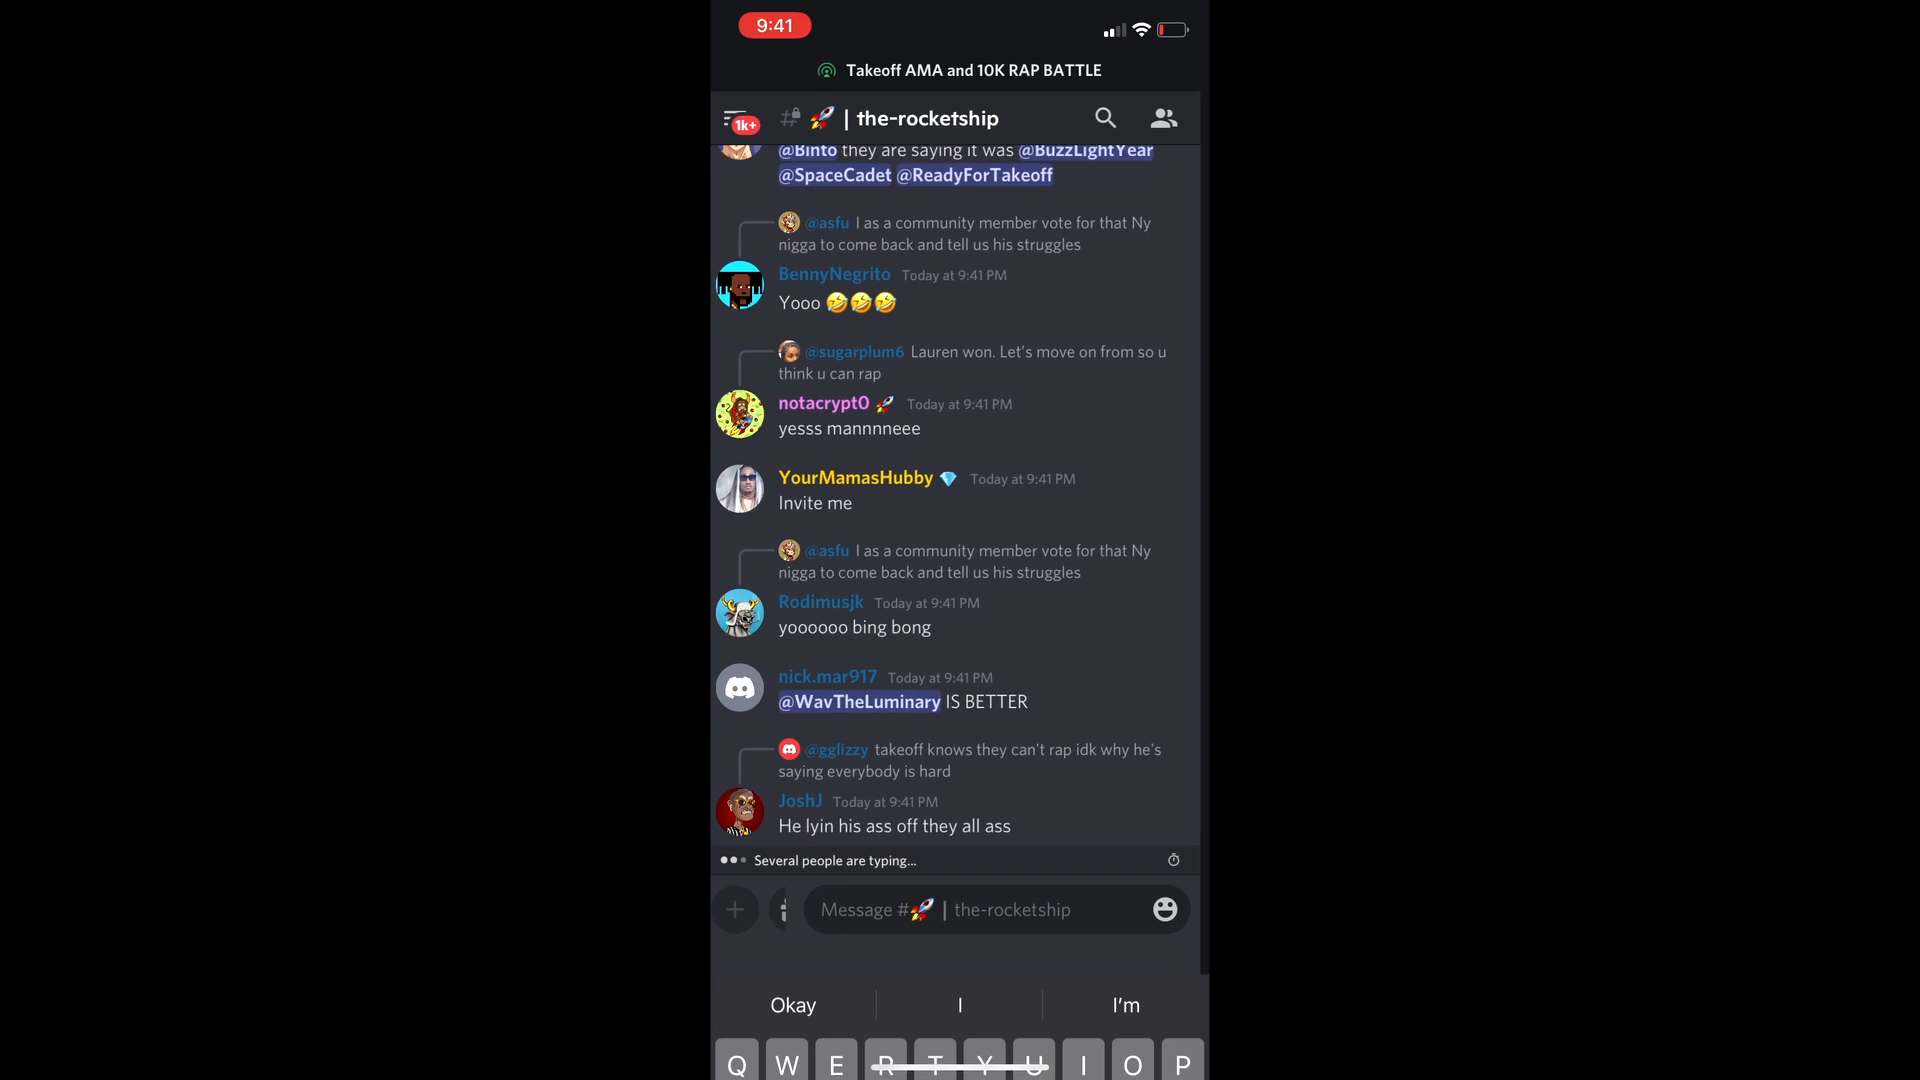 9:41
Takeoff AMA and 10K RAP BATTLE
1k+
# 🚀 | the-rocketship
@Binto they are saying it was @BuzzLightYear
@SpaceCadet @ReadyForTakeoff
@asfu I as a community member vote for that Ny
nigga to come back and tell us his struggles
BennyNegrito Today at 9:41 PM
Yooo 🤣🤣🤣
@sugarplum6 Lauren won. Let's move on from so u
think u can rap
notacrypt0 🚀 Today at 9:41 PM
yesss mannnneee
YourMamasHubby 💎 Today at 9:41 PM
Invite me
@asfu I as a community member vote for that Ny
nigga to come back and tell us his struggles
Rodimusjk Today at 9:41 PM
yoooooo bing bong
nick.mar917 Today at 9:41 PM
@WavTheLuminary IS BETTER
@gglizzy takeoff knows they can't rap idk why he's
saying everybody is hard
JoshJ Today at 9:41 PM
He lyin his ass off they all ass
Several people are typing...
Message #🚀 | the-rocketship
Okay I I'm
Q W E R T Y U I O P